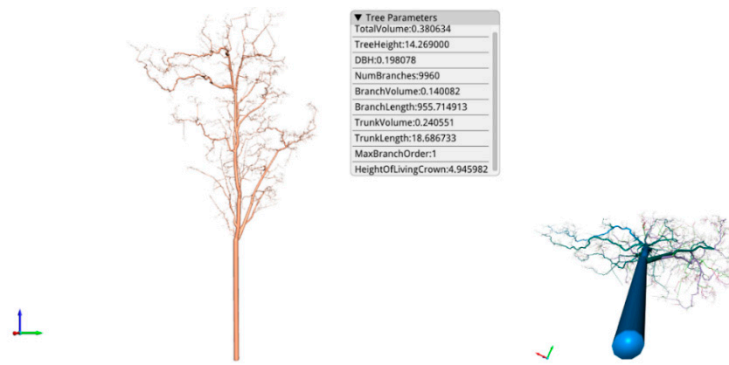 ▼ Tree Parameters
TotalVolume:0.380634
TreeHeight:14.269000
DBH:0.198078
NumBranches:9960
BranchVolume:0.140082
BranchLength:955.714913
TrunkVolume:0.240551
TrunkLength:18.686733
MaxBranchOrder:1
HeightOfLivingCrown:4.945982